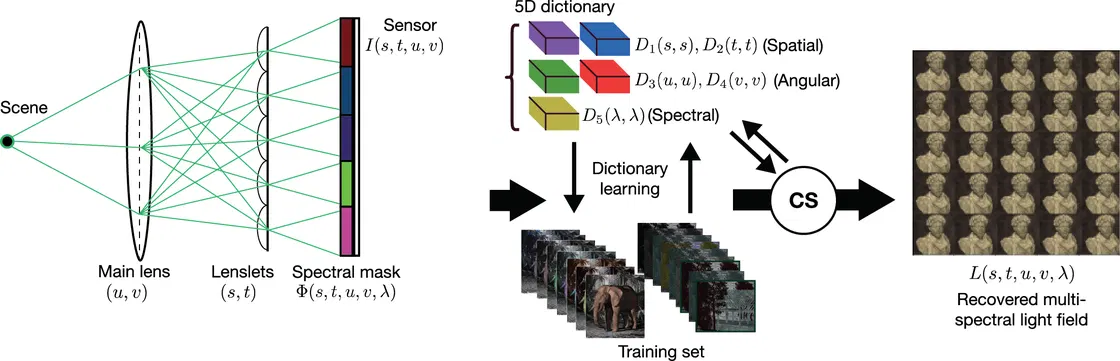 Scene
Main lens
(u, v)
Lenslets
(s, t)
Spectral mask
Φ(s, t, u, v, λ)
Sensor
I(s, t, u, v)
5D dictionary
D₁(s, s), D₂(t, t) (Spatial)
D₃(u, u), D₄(v, v) (Angular)
D₅(λ, λ) (Spectral)
Dictionary
learning
Training set
CS
L(s, t, u, v, λ)
Recovered multi-
spectral light field